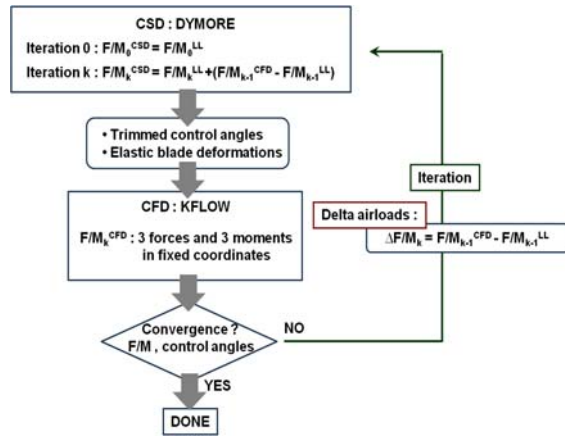 CSD : DYMORE
Iteration 0 : F/M₀ᶜˢᴰ = F/M₀ᴸᴸ
Iteration k : F/Mₖᶜˢᴰ = F/Mₖᴸᴸ +(F/Mₖ₋₁ᶜᶠᴰ - F/Mₖ₋₁ᴸᴸ)
• Trimmed control angles
• Elastic blade deformations
Iteration
CFD : KFLOW
F/Mₖᶜᶠᴰ : 3 forces and 3 moments
in fixed coordinates
Delta airloads :
ΔF/Mₖ = F/Mₖ₋₁ᶜᶠᴰ - F/Mₖ₋₁ᴸᴸ
Convergence ?
F/M , control angles
NO
YES
DONE